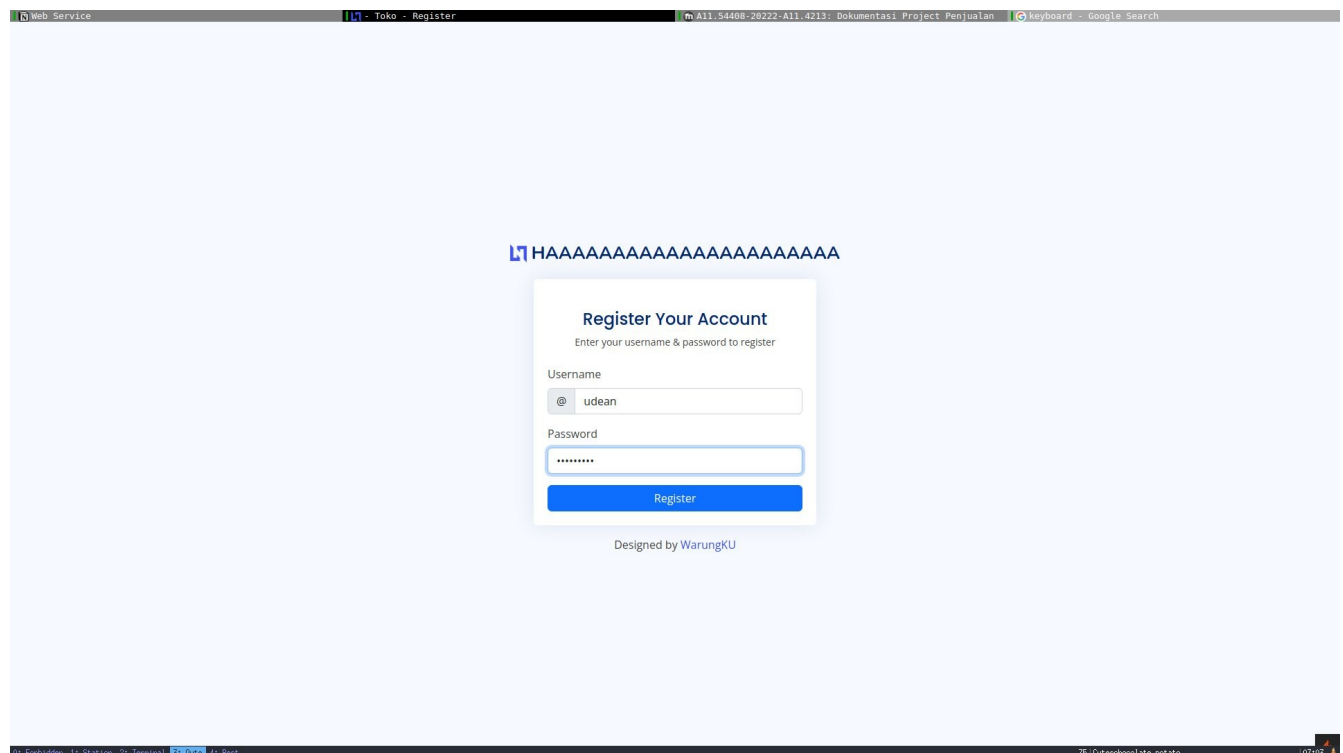 Web Service
- Toko - Register
A11.54408-20222-A11.4213: Dokumentasi Project Penjualan
keyboard - Google Search
HAAAAAAAAAAAAAAAAAAAAAA
Register Your Account
Enter your username & password to register
Username
@ udean
Password
•••••••••
Register
Designed by WarungKU